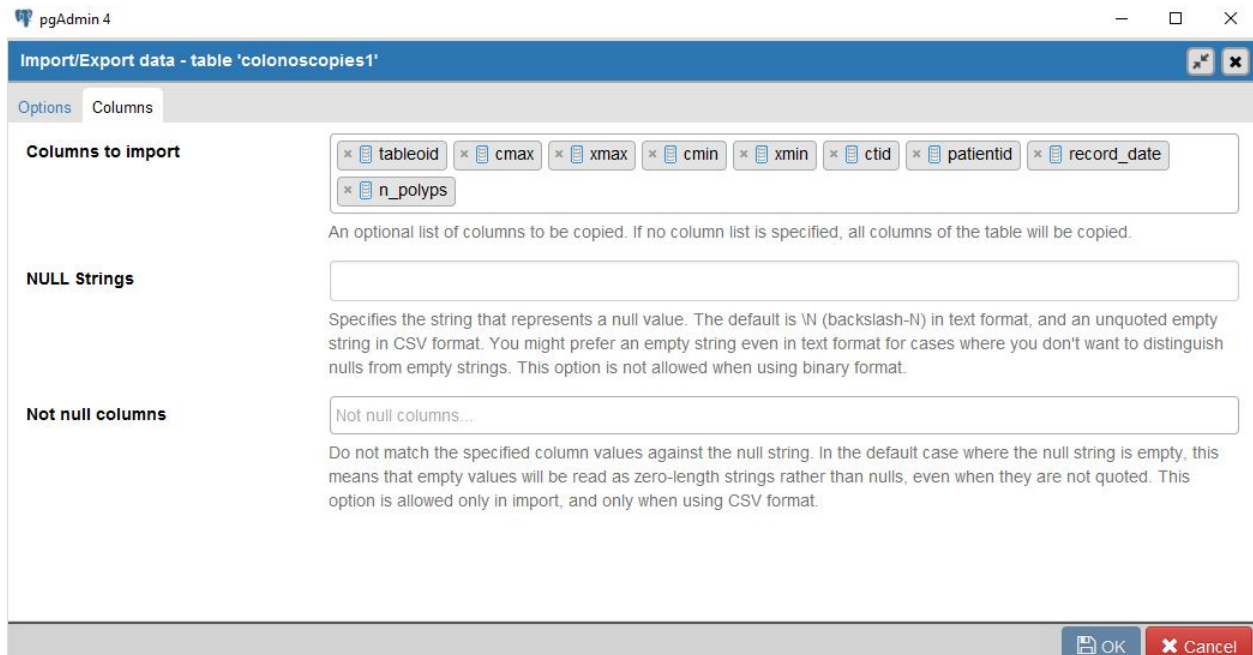 pgAdmin 4
Import/Export data - table 'colonoscopies1'
Options Columns
Columns to import
tableoid cmax xmax cmin xmin ctid patientid record_date
n_polyps
An optional list of columns to be copied. If no column list is specified, all columns of the table will be copied.
NULL Strings
Specifies the string that represents a null value. The default is \N (backslash-N) in text format, and an unquoted empty
string in CSV format. You might prefer an empty string even in text format for cases where you don't want to distinguish
nulls from empty strings. This option is not allowed when using binary format.
Not null columns
Not null columns...
Do not match the specified column values against the null string. In the default case where the null string is empty, this
means that empty values will be read as zero-length strings rather than nulls, even when they are not quoted. This
option is allowed only in import, and only when using CSV format.
OK Cancel